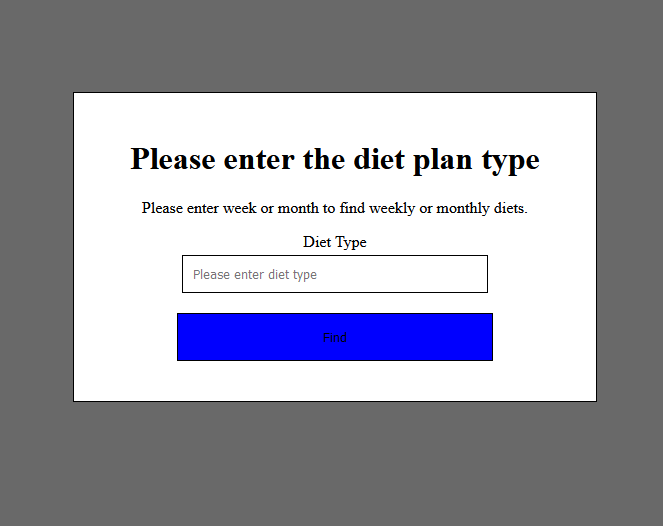 Please enter the diet plan type
Please enter week or month to find weekly or monthly diets.
Diet Type
Please enter diet type
Find